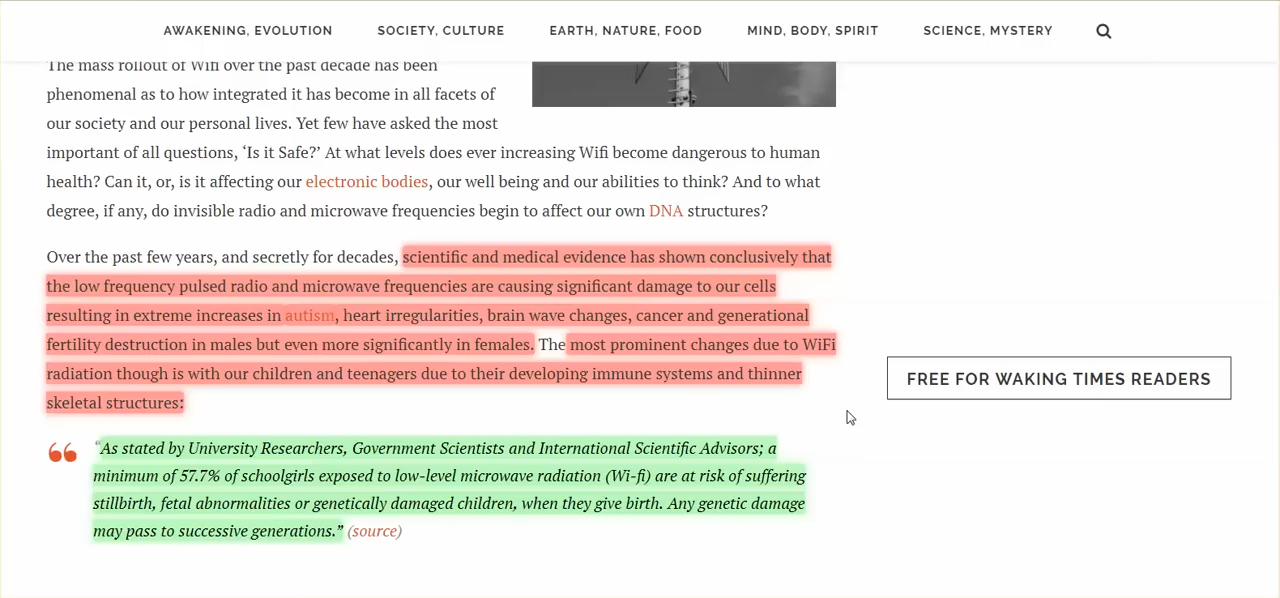 AWAKENING, EVOLUTION SOCIETY, CULTURE EARTH, NATURE, FOOD MIND, BODY, SPIRIT SCIENCE, MYSTERY
The mass rollout of Wifi over the past decade has been
phenomenal as to how integrated it has become in all facets of
our society and our personal lives. Yet few have asked the most
important of all questions, ‘Is it Safe?’ At what levels does ever increasing Wifi become dangerous to human
health? Can it, or, is it affecting our electronic bodies, our well being and our abilities to think? And to what
degree, if any, do invisible radio and microwave frequencies begin to affect our own DNA structures?
Over the past few years, and secretly for decades, scientific and medical evidence has shown conclusively that
the low frequency pulsed radio and microwave frequencies are causing significant damage to our cells
resulting in extreme increases in autism, heart irregularities, brain wave changes, cancer and generational
fertility destruction in males but even more significantly in females. The most prominent changes due to WiFi
radiation though is with our children and teenagers due to their developing immune systems and thinner
skeletal structures:
FREE FOR WAKING TIMES READERS
“As stated by University Researchers, Government Scientists and International Scientific Advisors; a
minimum of 57.7% of schoolgirls exposed to low-level microwave radiation (Wi-fi) are at risk of suffering
stillbirth, fetal abnormalities or genetically damaged children, when they give birth. Any genetic damage
may pass to successive generations.” (source)